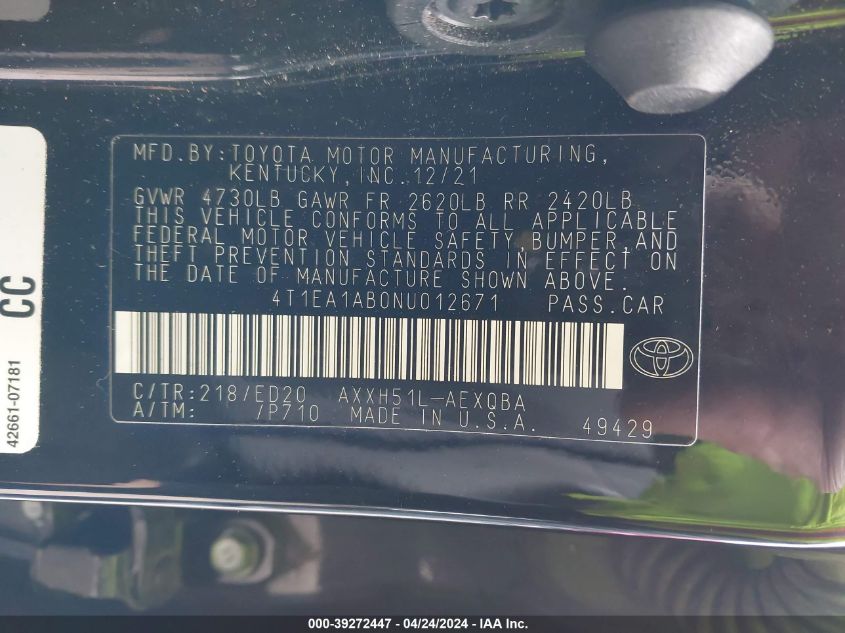 MFD.BY:TOYOTA MOTOR MANUFACTURING,
KENTUCKY,INC. 12/21
GVWR 4730LB GAWR FR 2620LB RR 2420LB
THIS VEHICLE CONFORMS TO ALL APPLICABLE
FEDERAL MOTOR VEHICLE SAFETY,BUMPER,AND
THEFT PREVENTION STANDARDS IN EFFECT ON
THE DATE OF MANUFACTURE SHOWN ABOVE.
4T1EA1AB0NU012671 PASS.CAR
C/TR:218/ED20 AXXH51L-AEXQBA
A/TM: /P710 MADE IN U.S.A. 49429
CC
42661-07181
000-39272447 - 04/24/2024 - IAA Inc.